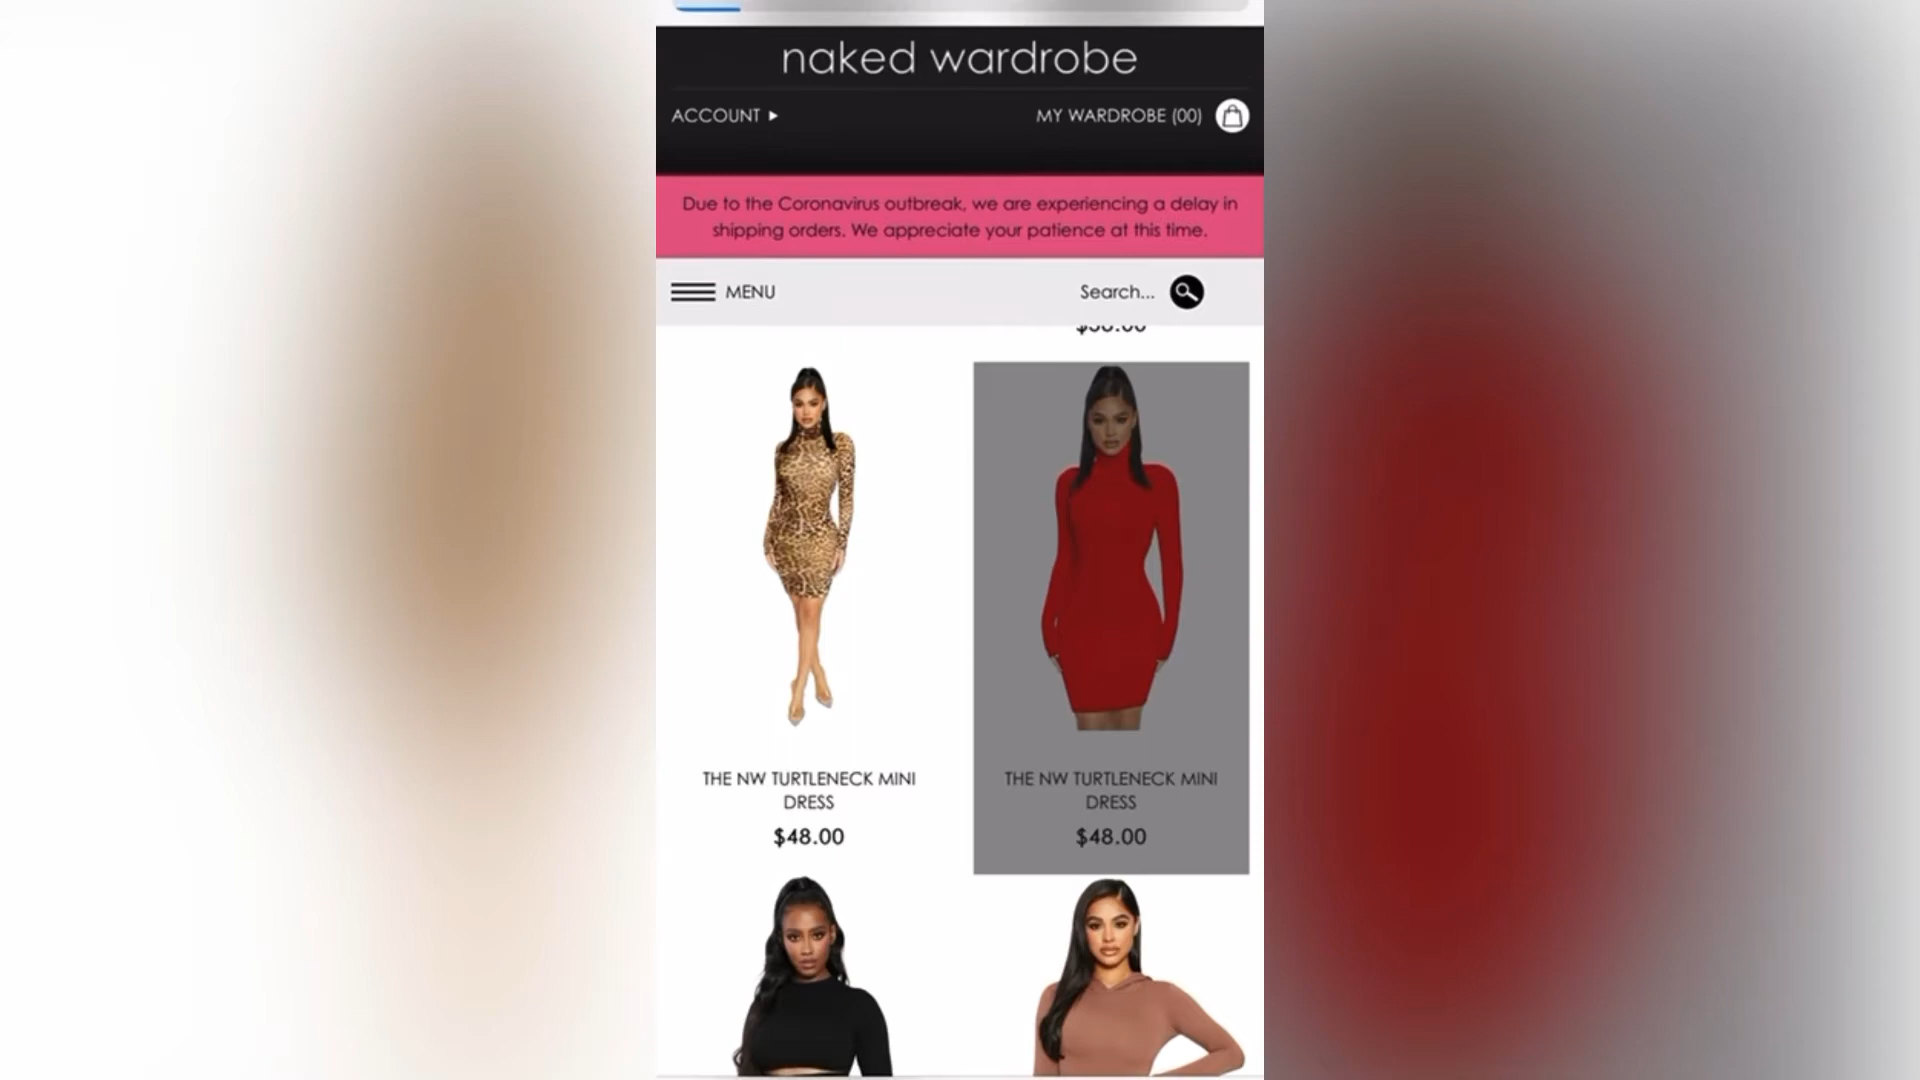 naked wardrobe
ACCOUNT
MY WARDROBE (00)
Due to the Coronavirus outbreak, we are experiencing a delay in
shipping orders. We appreciate your patience at this time.
MENU
Search...
THE NW TURTLENECK MINI
DRESS
$48.00
THE NW TURTLENECK MINI
DRESS
$48.00